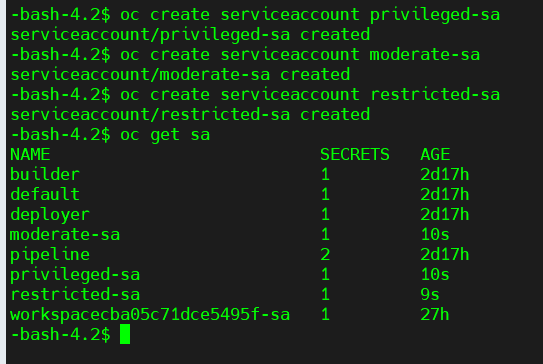 -bash-4.2$ oc create serviceaccount privileged-sa
serviceaccount/privileged-sa created
-bash-4.2$ oc create serviceaccount moderate-sa
serviceaccount/moderate-sa created
-bash-4.2$ oc create serviceaccount restricted-sa
serviceaccount/restricted-sa created
-bash-4.2$ oc get sa
NAME                           SECRETS   AGE
builder                        1         2d17h
default                        1         2d17h
deployer                       1         2d17h
moderate-sa                    1         10s
pipeline                       2         2d17h
privileged-sa                  1         10s
restricted-sa                  1         9s
workspacecba05c71dce5495f-sa   1         27h
-bash-4.2$